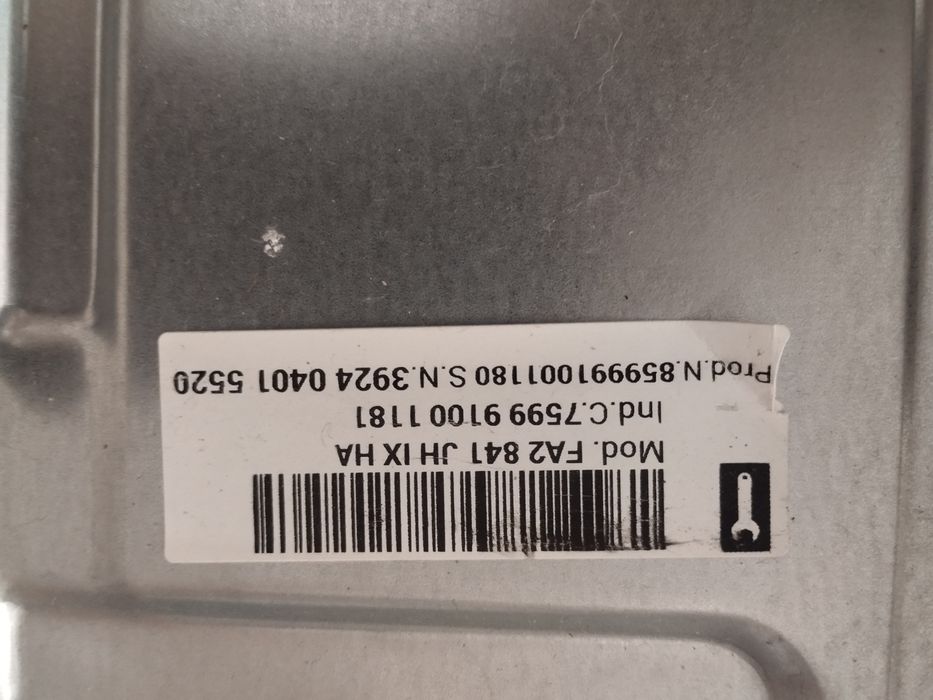 Mod. FA2 841 JH IX HA
Ind.C.7599 9100 1181
Prod.N.859991001180 S.N.3924 0401 5520